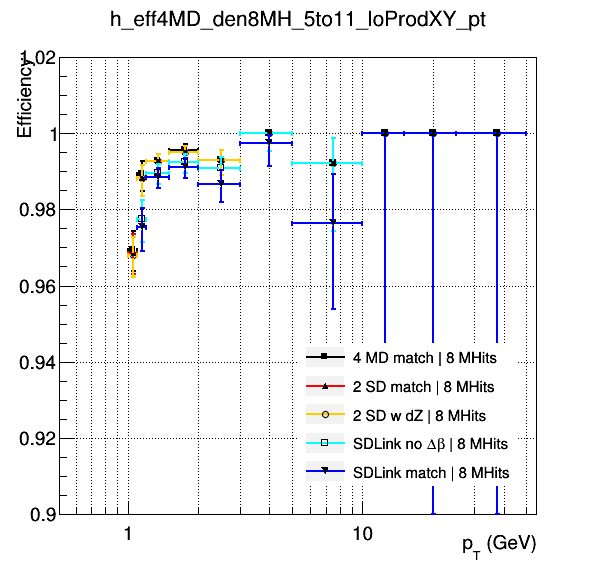 h_eff4MD_den8MH_5to11_loProdXY_pt
Efficiency
1.02
1
0.98
0.96
0.94
0.92
0.9
4 MD match | 8 MHits
2 SD match | 8 MHits
2 SD w dZ | 8 MHits
SDLink no Δβ | 8 MHits
SDLink match | 8 MHits
1 10
p_T (GeV)